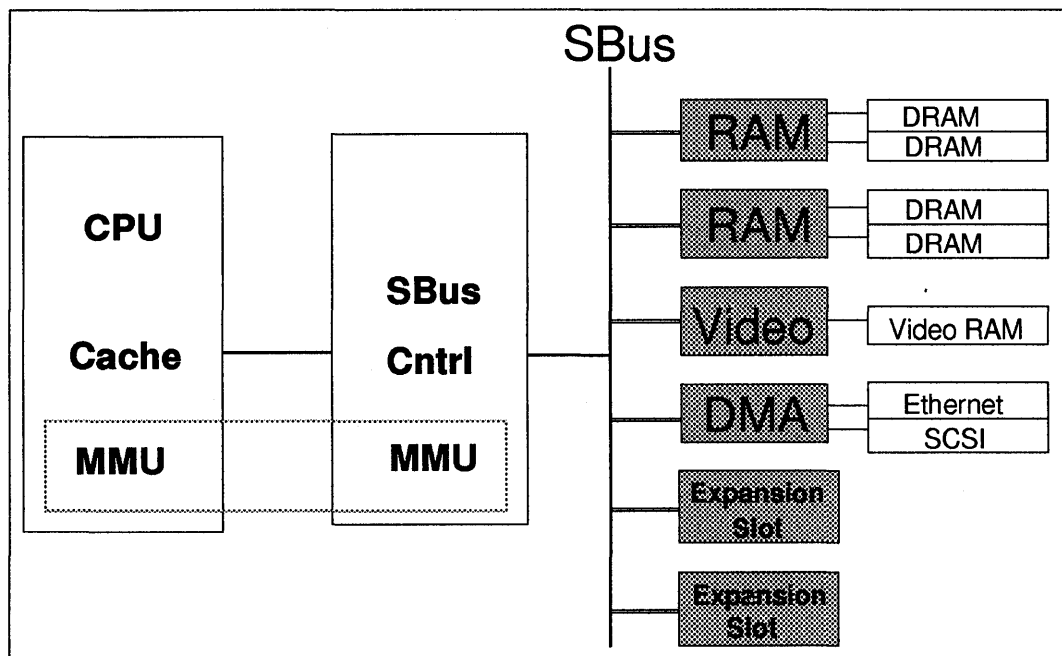 SBus
CPU
Cache
MMU
SBus
Cntrl
MMU
RAM
DRAM
DRAM
RAM
DRAM
DRAM
Video
Video RAM
DMA
Ethernet
SCSI
Expansion
Slot
Expansion
Slot